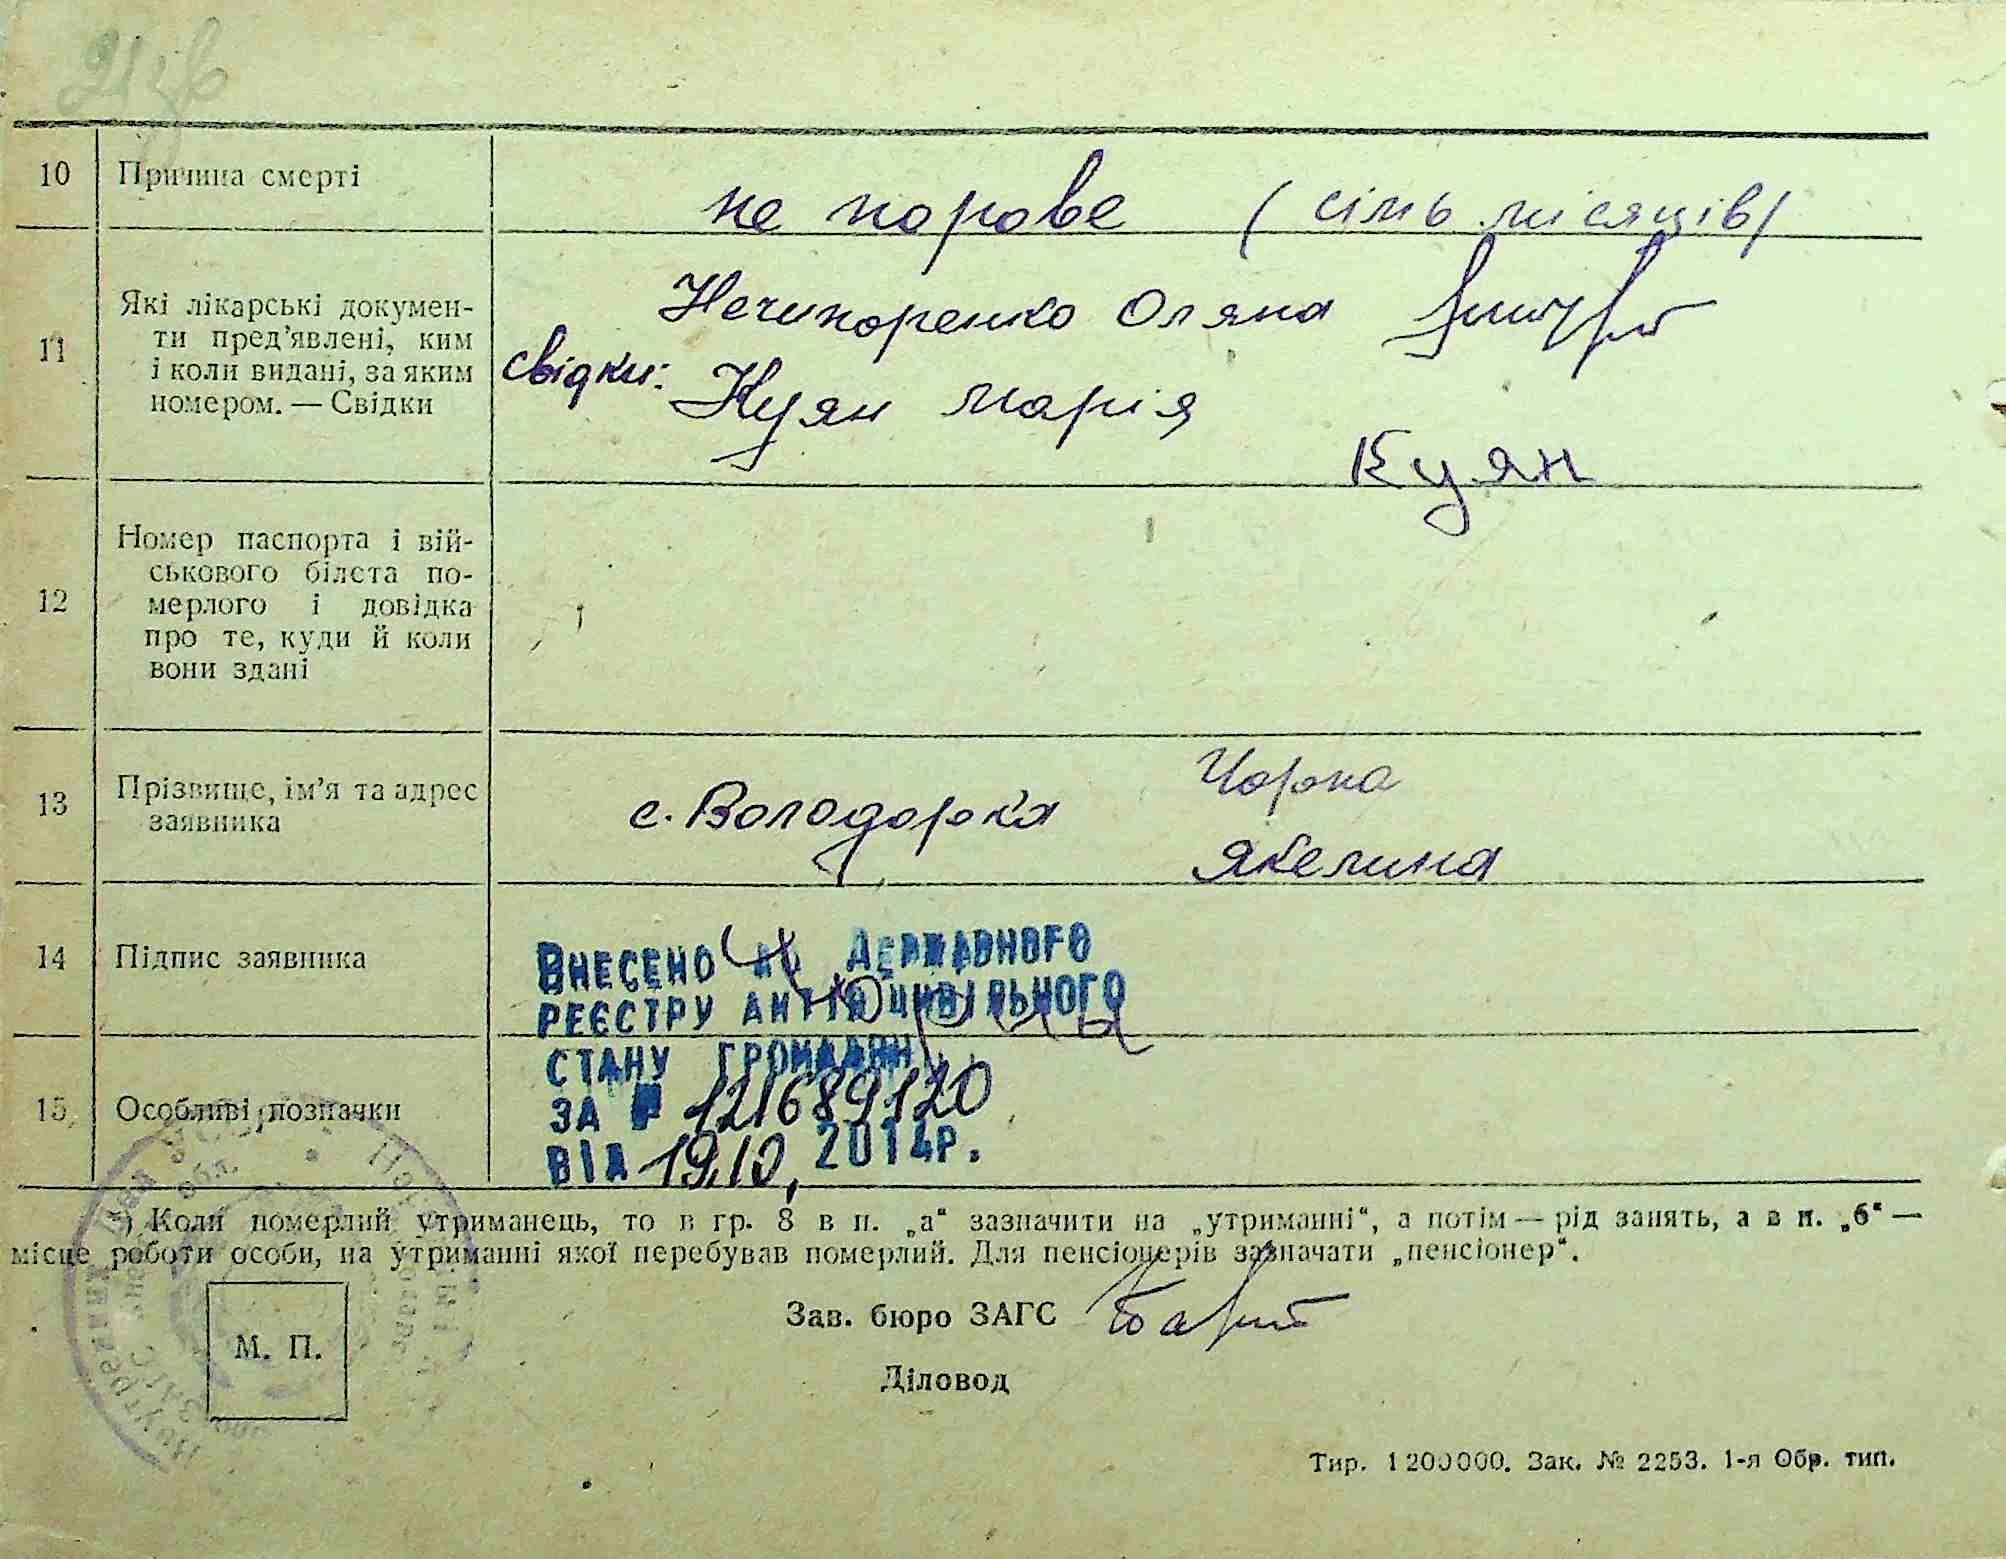 10
Причина смерті
не порове (сімь місяців)
11
Які лікарські документи
ти пред'явлені, ким
і коли видані, за яким
номером. — Свідки
Нечипоренко Оляна
свідки: Куян Марія
Куян
12
Номер паспорта і вій-
ськового білета по-
мерлого і довідка
про те, куди й коли
вони здані
13
Прізвище, ім'я та адрес
заявника
с. Володарка
Чорна
Якелина
14
Підпис заявника
ВНЕСЕНО ДО ДЕРЖАВНОГО
РЕЄСТРУ АКТІВ ЦИВІЛЬНОГО
СТАНУ ГРОМАДЯН
ЗА № 121689120
ВІД 19.10, 2014Р.
15
Особливі позначки
*) Коли померлий утриманець, то в гр. 8 в п. „а“ зазначити на „утриманні“, а потім — рід занять, а в п. „б“ —
місце роботи особи, на утриманні якої перебував померлий. Для пенсіонерів зазначати „пенсіонер“.
М. П.
Зав. бюро ЗАГС
Діловод
Тир. 1200000. Зак. № 2253. 1-я Обр. тип.